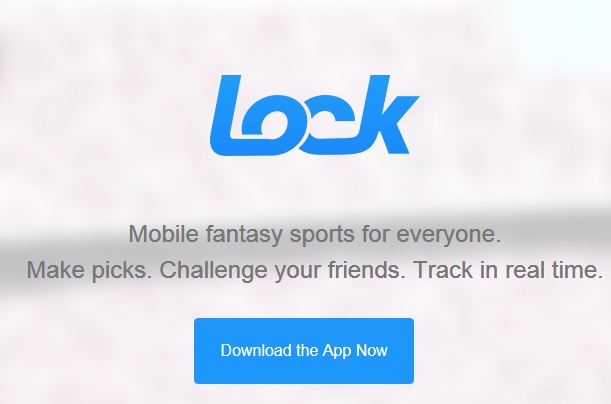 Lock
Mobile fantasy sports for everyone.
Make picks. Challenge your friends. Track in real time.
Download the App Now